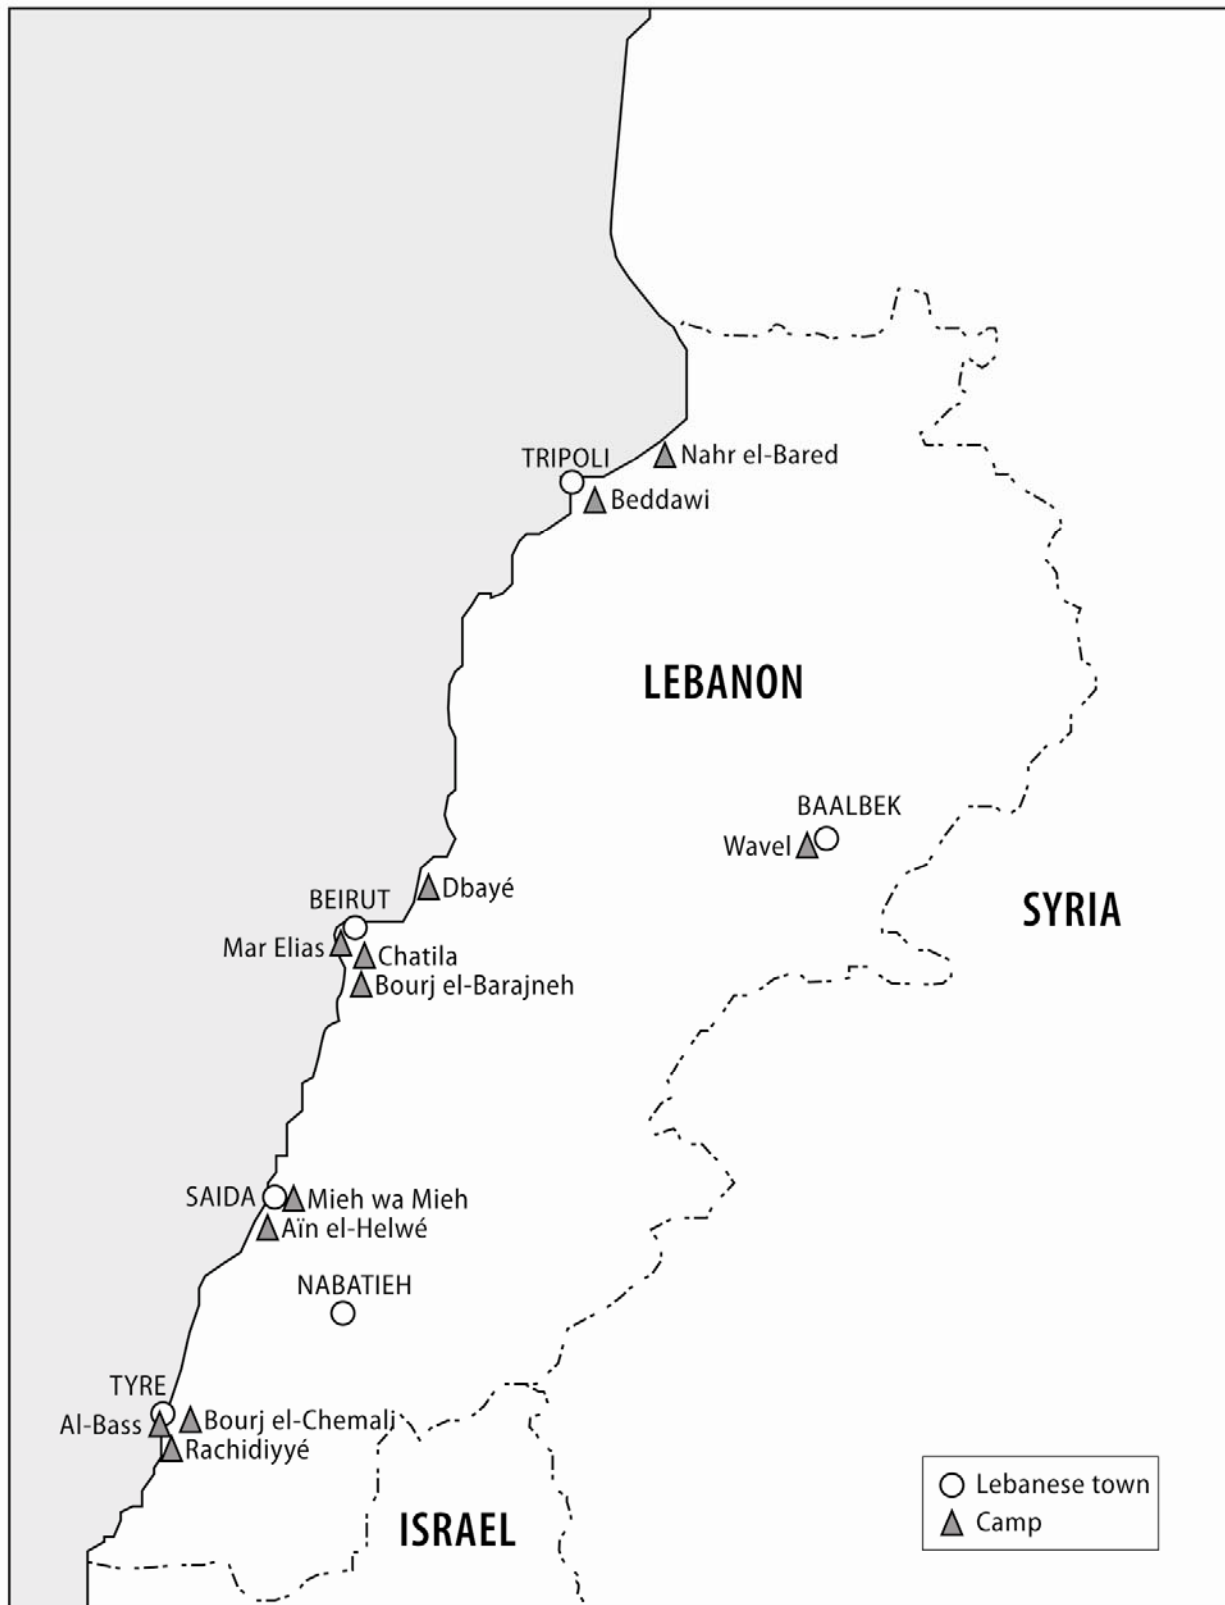 TRIPOLI
Nahr el-Bared
Beddawi
LEBANON
BAALBEK
Wavel
Dbayé
BEIRUT
SYRIA
Mar Elias
Chatila
Bourj el-Barajneh
SAIDA
Mieh wa Mieh
Aïn el-Helwé
NABATIEH
TYRE
Al-Bass
Bourj el-Chemali
Rachidiyyé
ISRAEL
Lebanese town
Camp